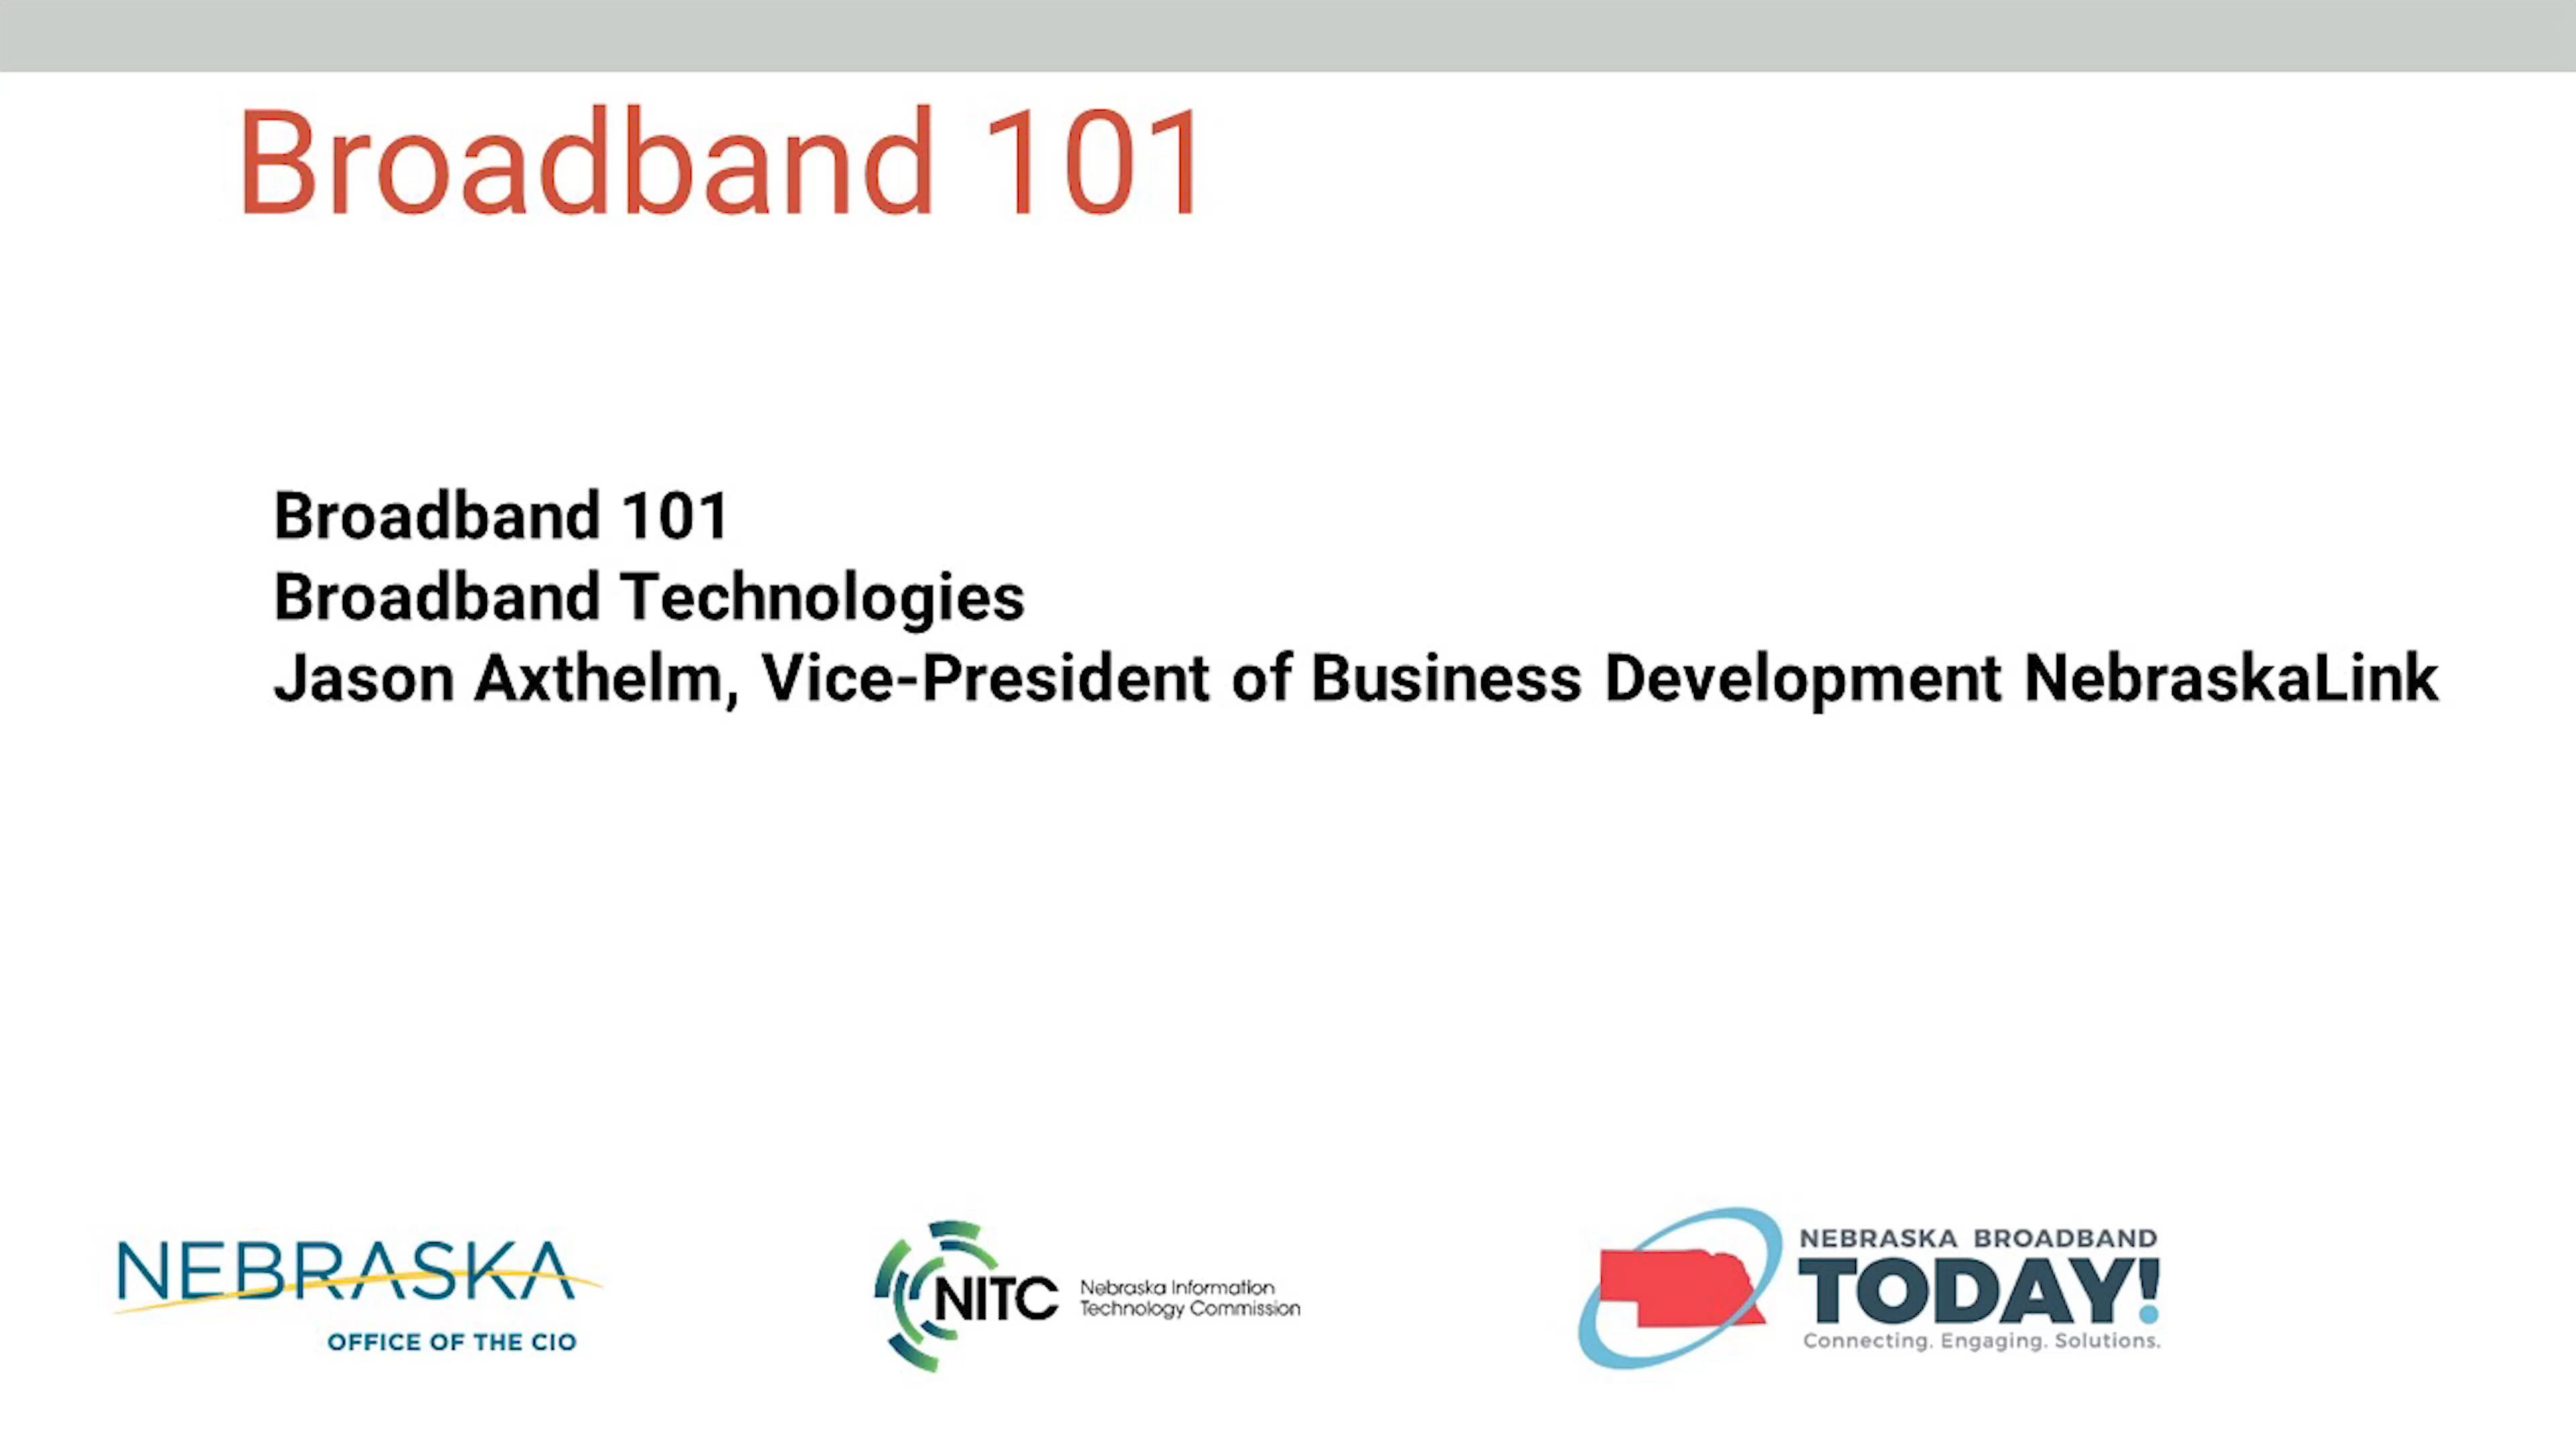 Broadband 101
Broadband 101
Broadband Technologies
Jason Axthelm, Vice-President of Business Development NebraskaLink
NEBRASKA
OFFICE OF THE CIO
NITC
Nebraska Information
Technology Commission
NEBRASKA BROADBAND
TODAY!
Connecting. Engaging. Solutions.